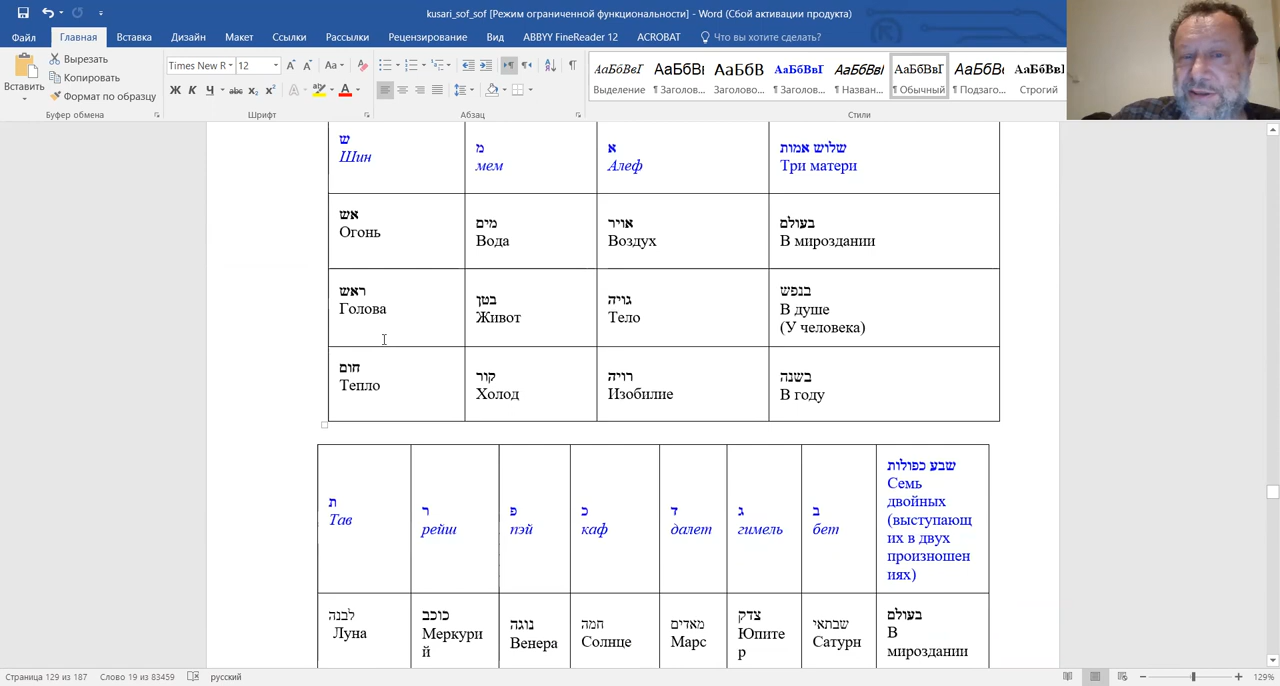 kusari_sof_sof [Режим ограниченной функциональности] - Word (Сбой активации продукта)
Файл Главная Вставка Дизайн Макет Ссылки Рассылки Рецензирование Вид ABBYY FineReader 12 ACROBAT Что вы хотите сделать?
Вставить
Вырезать
Копировать
Формат по образцу
Буфер обмена
Times New R 12
Ж К Ч abc x₂ x²
Шрифт
Абзац
АаБбВвГ АаБбВвГ АаБбВ АаБбВвГ АаБбВвІ АаБбВвГ АаБбВ АаБбВвГ
Выделение ¶ Заголов... Заголово... ¶ Заголов... ¶ Назван... ¶ Обычный ¶ Подзаго... Строгий
Стили
ש מ א שלוש אמות
Шин мем Алеф Три матери
אש מים אויר בעולם
Огонь Вода Воздух В мироздании
ראש בטן גויה בנפש
Голова Живот Тело В душе
(У человека)
חום קור רויה בשנה
Тепло Холод Изобилие В году
ת ר פ כ ד ג ב שבע כפולות
Тав рейш пэй каф далет гимель бет Семь
двойных
(выступающ
их в двух
произношен
иях)
לבנה כוכב נוגה חמה מאדים צדק שבתאי בעולם
Луна Меркури Венера Солнце Марс Юпите Сатурн В
й р мироздании
Страница 129 из 187 Слово 19 из 83459 русский 129%